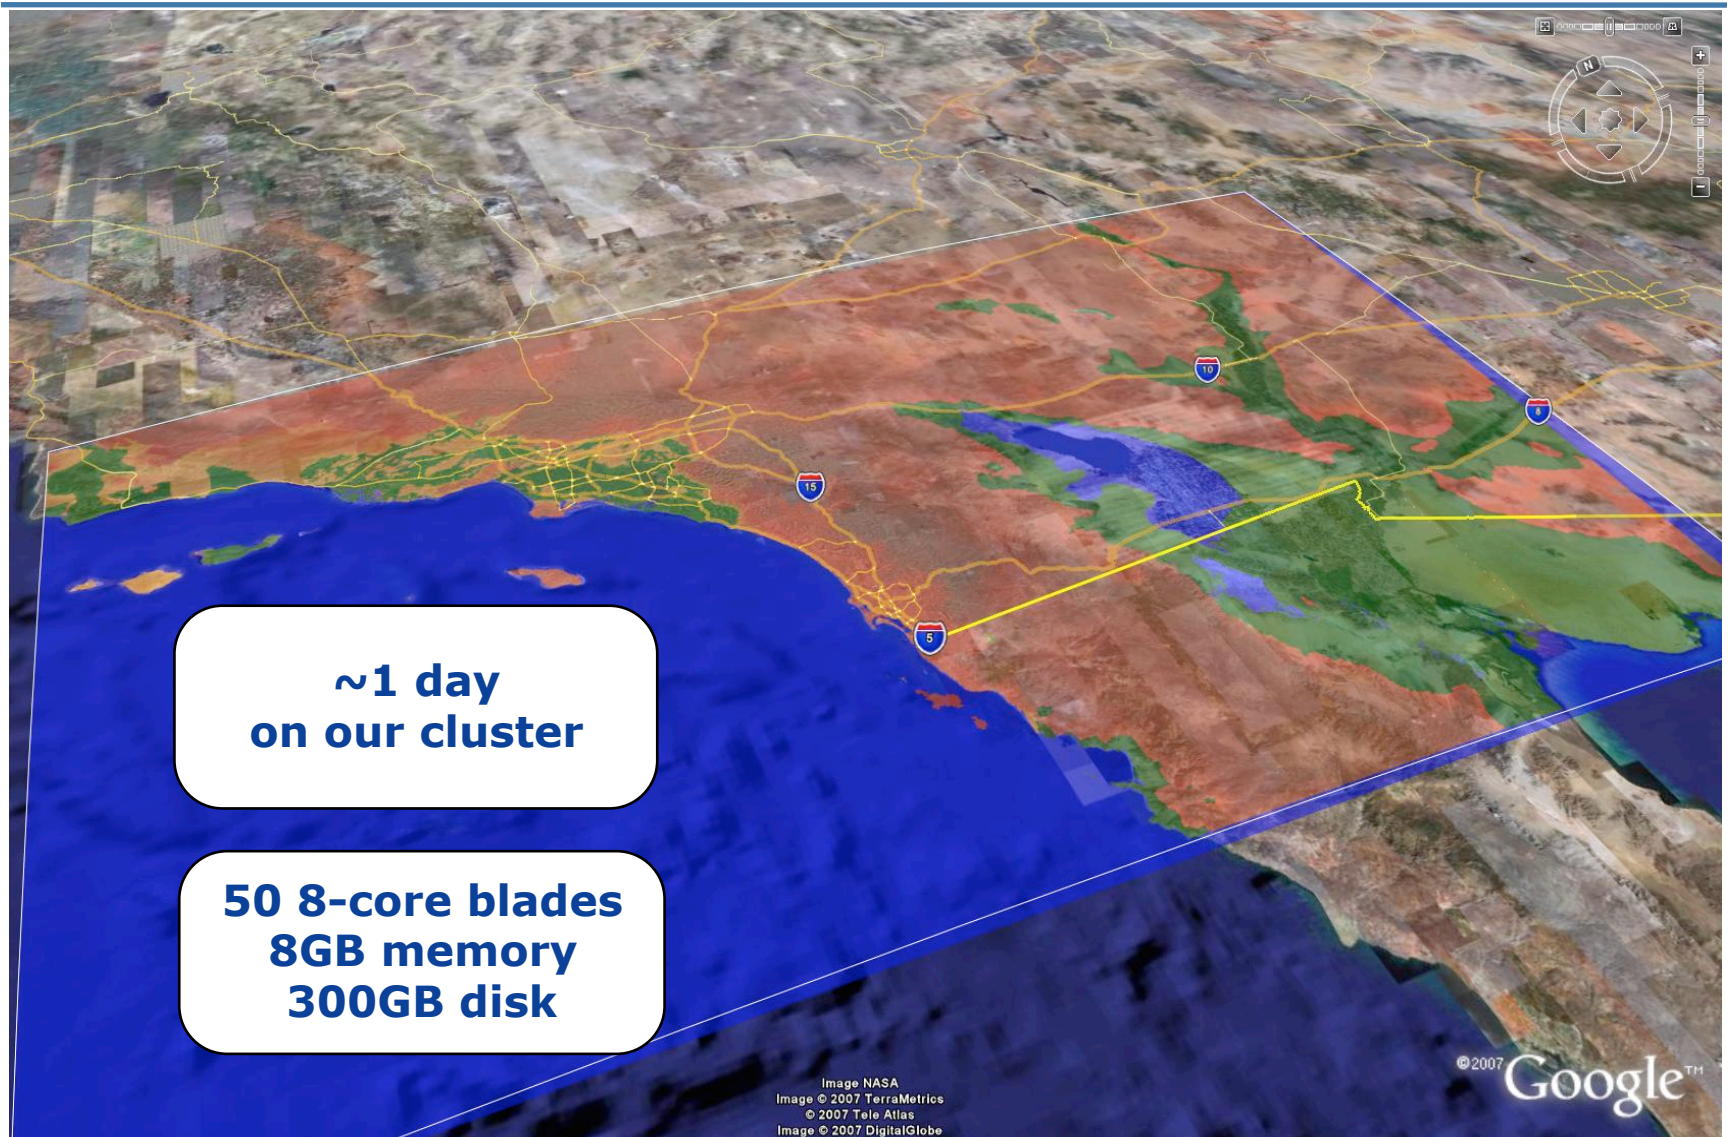 N
10
8
15
5
~1 day
on our cluster
50 8-core blades
8GB memory
300GB disk
Image NASA
Image © 2007 TerraMetrics
© 2007 Tele Atlas
Image © 2007 DigitalGlobe
©2007 Google™